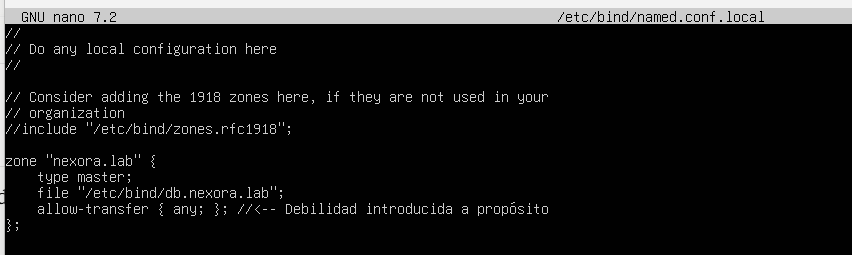 GNU nano 7.2 /etc/bind/named.conf.local
//
// Do any local configuration here
//
// Consider adding the 1918 zones here, if they are not used in your
// organization
//include "/etc/bind/zones.rfc1918";
zone "nexora.lab" {
    type master;
    file "/etc/bind/db.nexora.lab";
    allow-transfer { any; }; //<-- Debilidad introducida a propósito
};